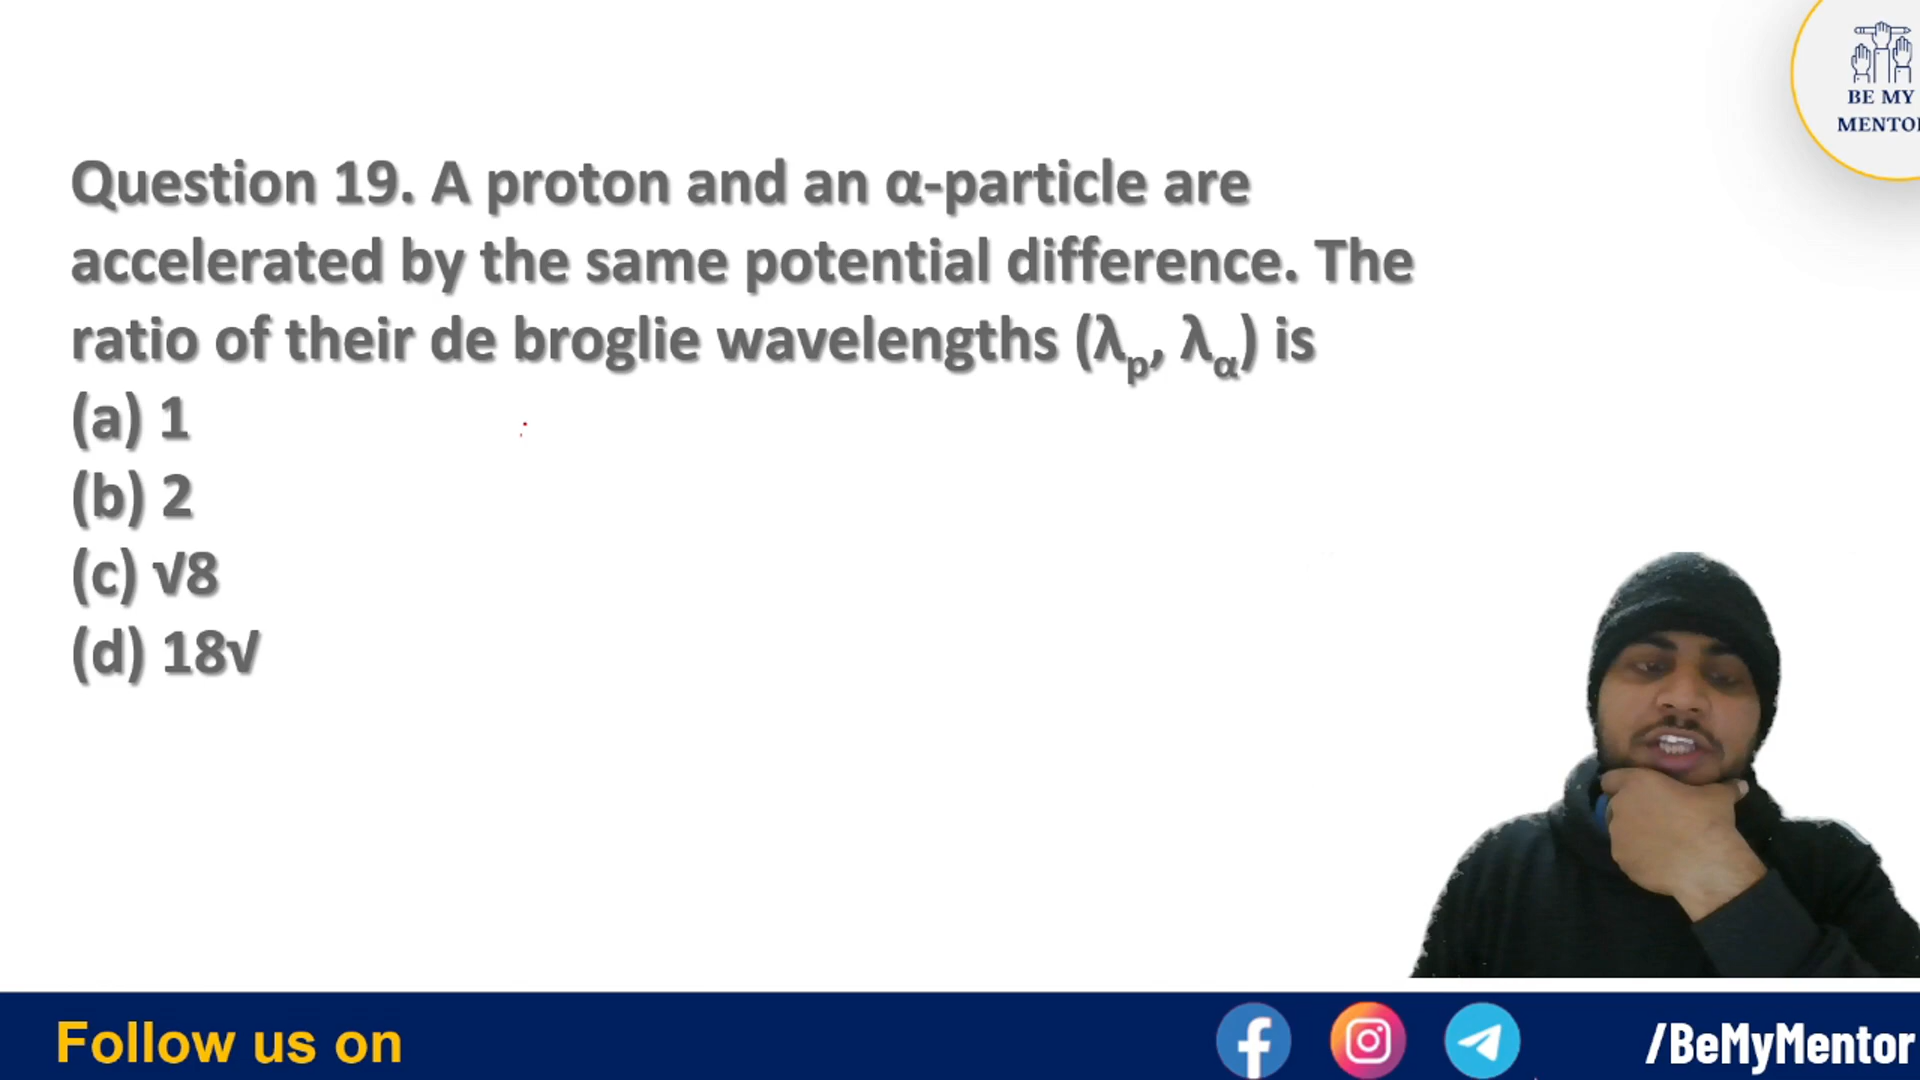 BE MY
MENTO
Question 19. A proton and an α-particle are
accelerated by the same potential difference. The
ratio of their de broglie wavelengths (λp, λα) is
(a) 1
(b) 2
(c) √8
(d) 18√
Follow us on
/BeMyMentor